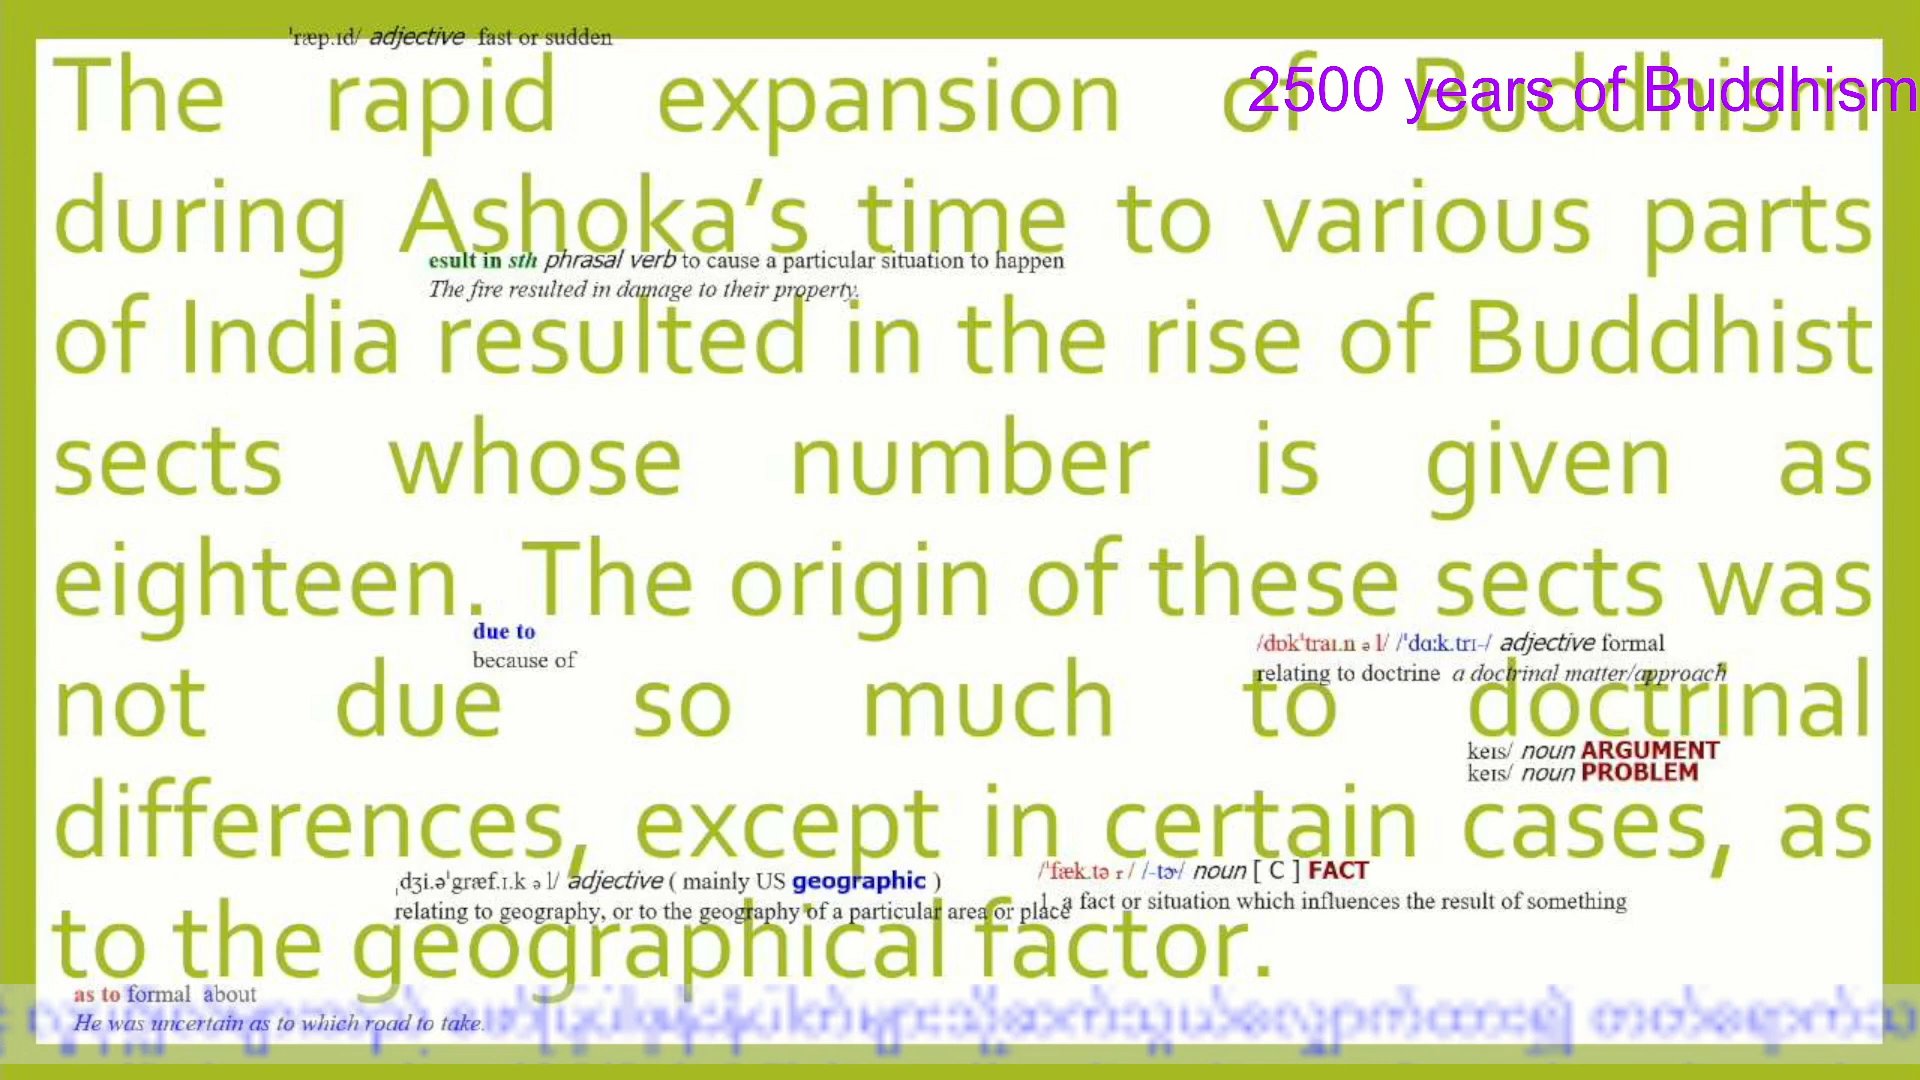 ˈræp.ɪd/ adjective fast or sudden
The rapid expansion of Buddhism
2500 years of Buddhism
during Ashoka’s time to various parts
esult in sth phrasal verb to cause a particular situation to happen
The fire resulted in damage to their property.
of India resulted in the rise of Buddhist
sects whose number is given as
eighteen. The origin of these sects was
due to
because of
/dɒkˈtraɪ.n ə l/ /ˈdɑːk.trɪ-/ adjective formal
relating to doctrine a doctrinal matter/approach
not due so much to doctrinal
keɪs/ noun ARGUMENT
keɪs/ noun PROBLEM
differences, except in certain cases, as
ˌdʒi.əˈgræf.ɪ.k ə l/ adjective ( mainly US geographic )
relating to geography, or to the geography of a particular area or place
/ˈfæk.tə r / /-tɚ/ noun [ C ] FACT
1. a fact or situation which influences the result of something
to the geographical factor.
as to formal about
He was uncertain as to which road to take.